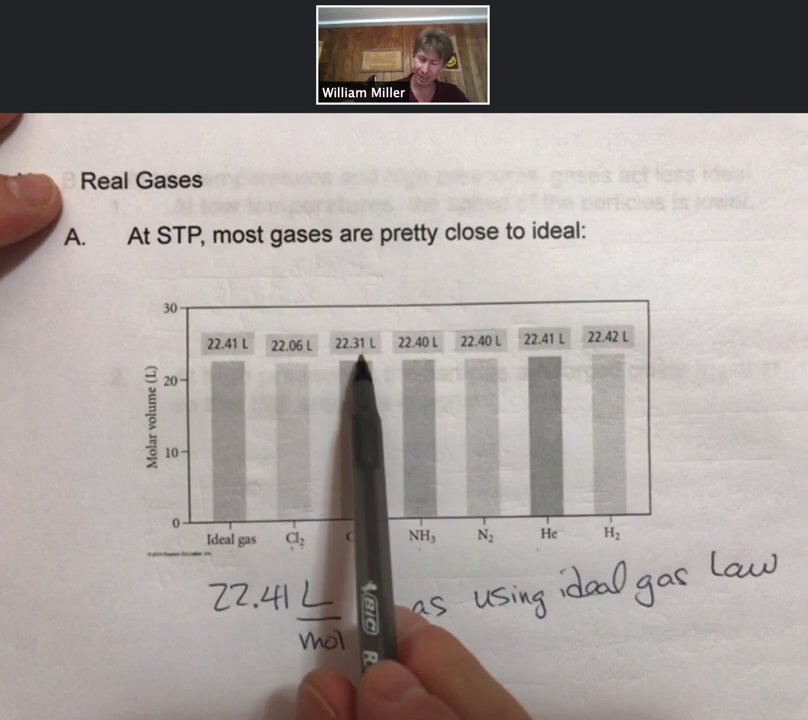 William Miller
Real Gases
A. At STP, most gases are pretty close to ideal:
30
22.41 L 22.06 L 22.31 L 22.40 L 22.40 L 22.41 L 22.42 L
20
Molar volume (L)
10
0
Ideal gas Cl₂ C NH₃ N₂ He H₂
22.41 L as using ideal gas law
mol
BIC R